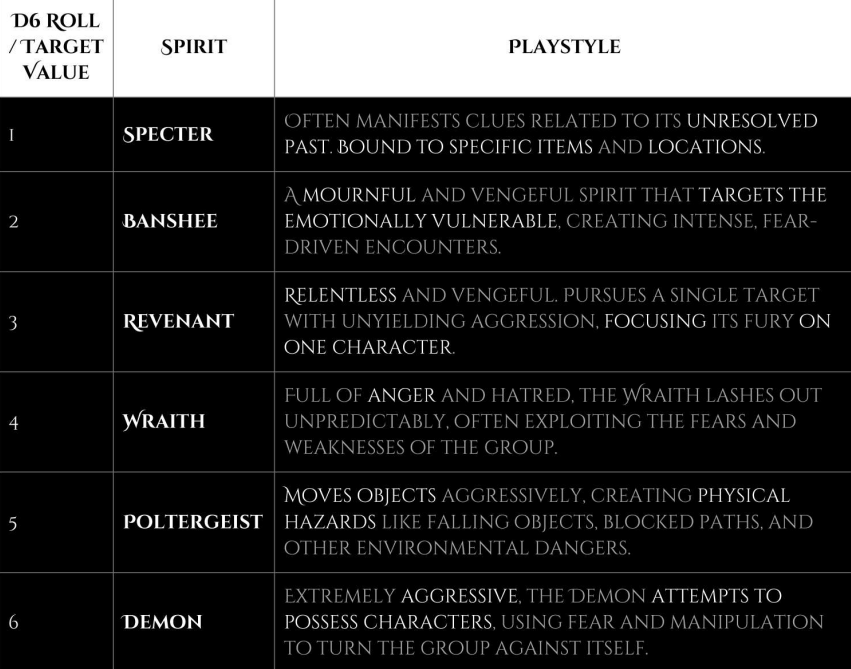 D6 Roll
/ Target
Value
Spirit
Playstyle
1
Specter
Often manifests clues related to its unresolved
past. Bound to specific items and locations.
2
Banshee
A mournful and vengeful spirit that targets the
emotionally vulnerable, creating intense, fear-
driven encounters.
3
Revenant
Relentless and vengeful. Pursues a single target
with unyielding aggression, focusing its fury on
one character.
4
Wraith
Full of anger and hatred, the Wraith lashes out
unpredictably, often exploiting the fears and
weaknesses of the group.
5
Poltergeist
Moves objects aggressively, creating physical
hazards like falling objects, blocked paths, and
other environmental dangers.
6
Demon
Extremely aggressive, the Demon attempts to
possess characters, using fear and manipulation
to turn the group against itself.